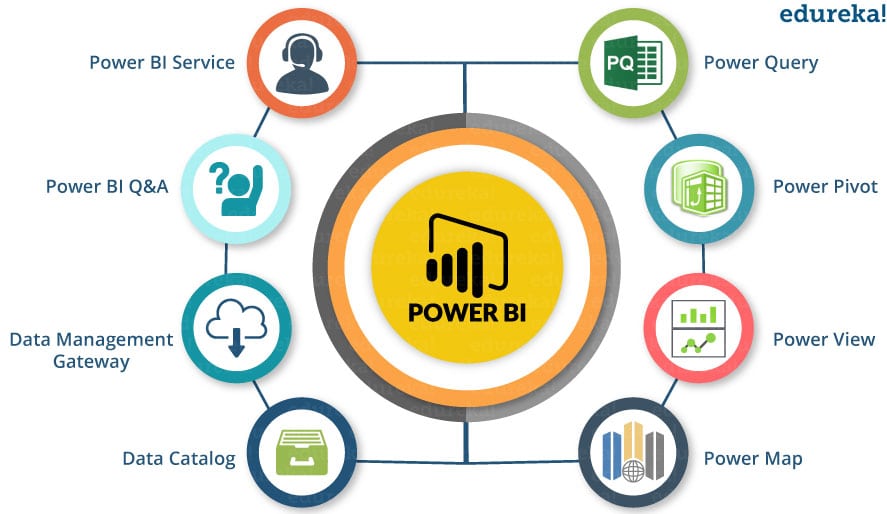 edureka!
Power BI Service
PQ
Power Query
Power BI Q&A
?
Power Pivot
POWER BI
Data Management
Gateway
Power View
Data Catalog
Power Map